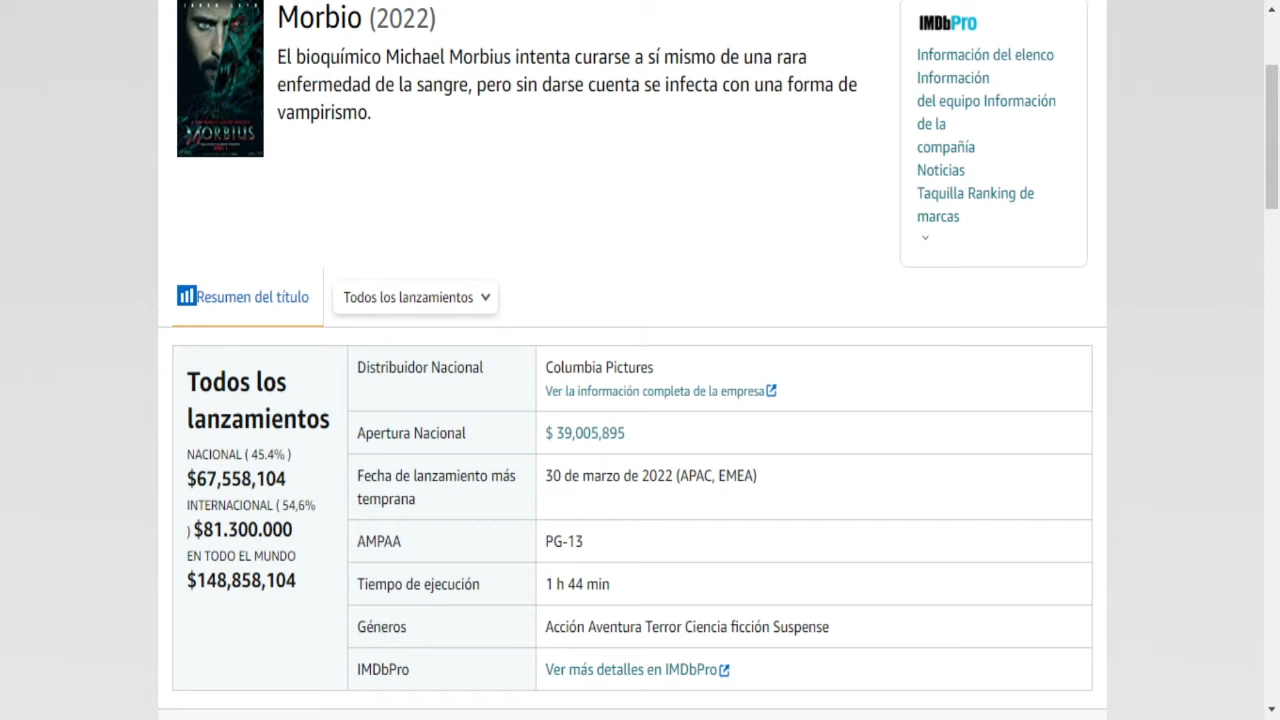 JARED LETO
MORBIUS
Morbio (2022)
El bioquímico Michael Morbius intenta curarse a sí mismo de una rara
enfermedad de la sangre, pero sin darse cuenta se infecta con una forma de
vampirismo.
IMDbPro
Información del elenco
Información
del equipo Información
de la
compañía
Noticias
Taquilla Ranking de
marcas
Resumen del título
Todos los lanzamientos
Todos los
lanzamientos
NACIONAL ( 45.4% )
$67,558,104
INTERNACIONAL ( 54,6%
) $81.300.000
EN TODO EL MUNDO
$148,858,104
Distribuidor Nacional
Columbia Pictures
Ver la información completa de la empresa
Apertura Nacional
$ 39,005,895
Fecha de lanzamiento más
temprana
30 de marzo de 2022 (APAC, EMEA)
AMPAA
PG-13
Tiempo de ejecución
1 h 44 min
Géneros
Acción Aventura Terror Ciencia ficción Suspense
IMDbPro
Ver más detalles en IMDbPro